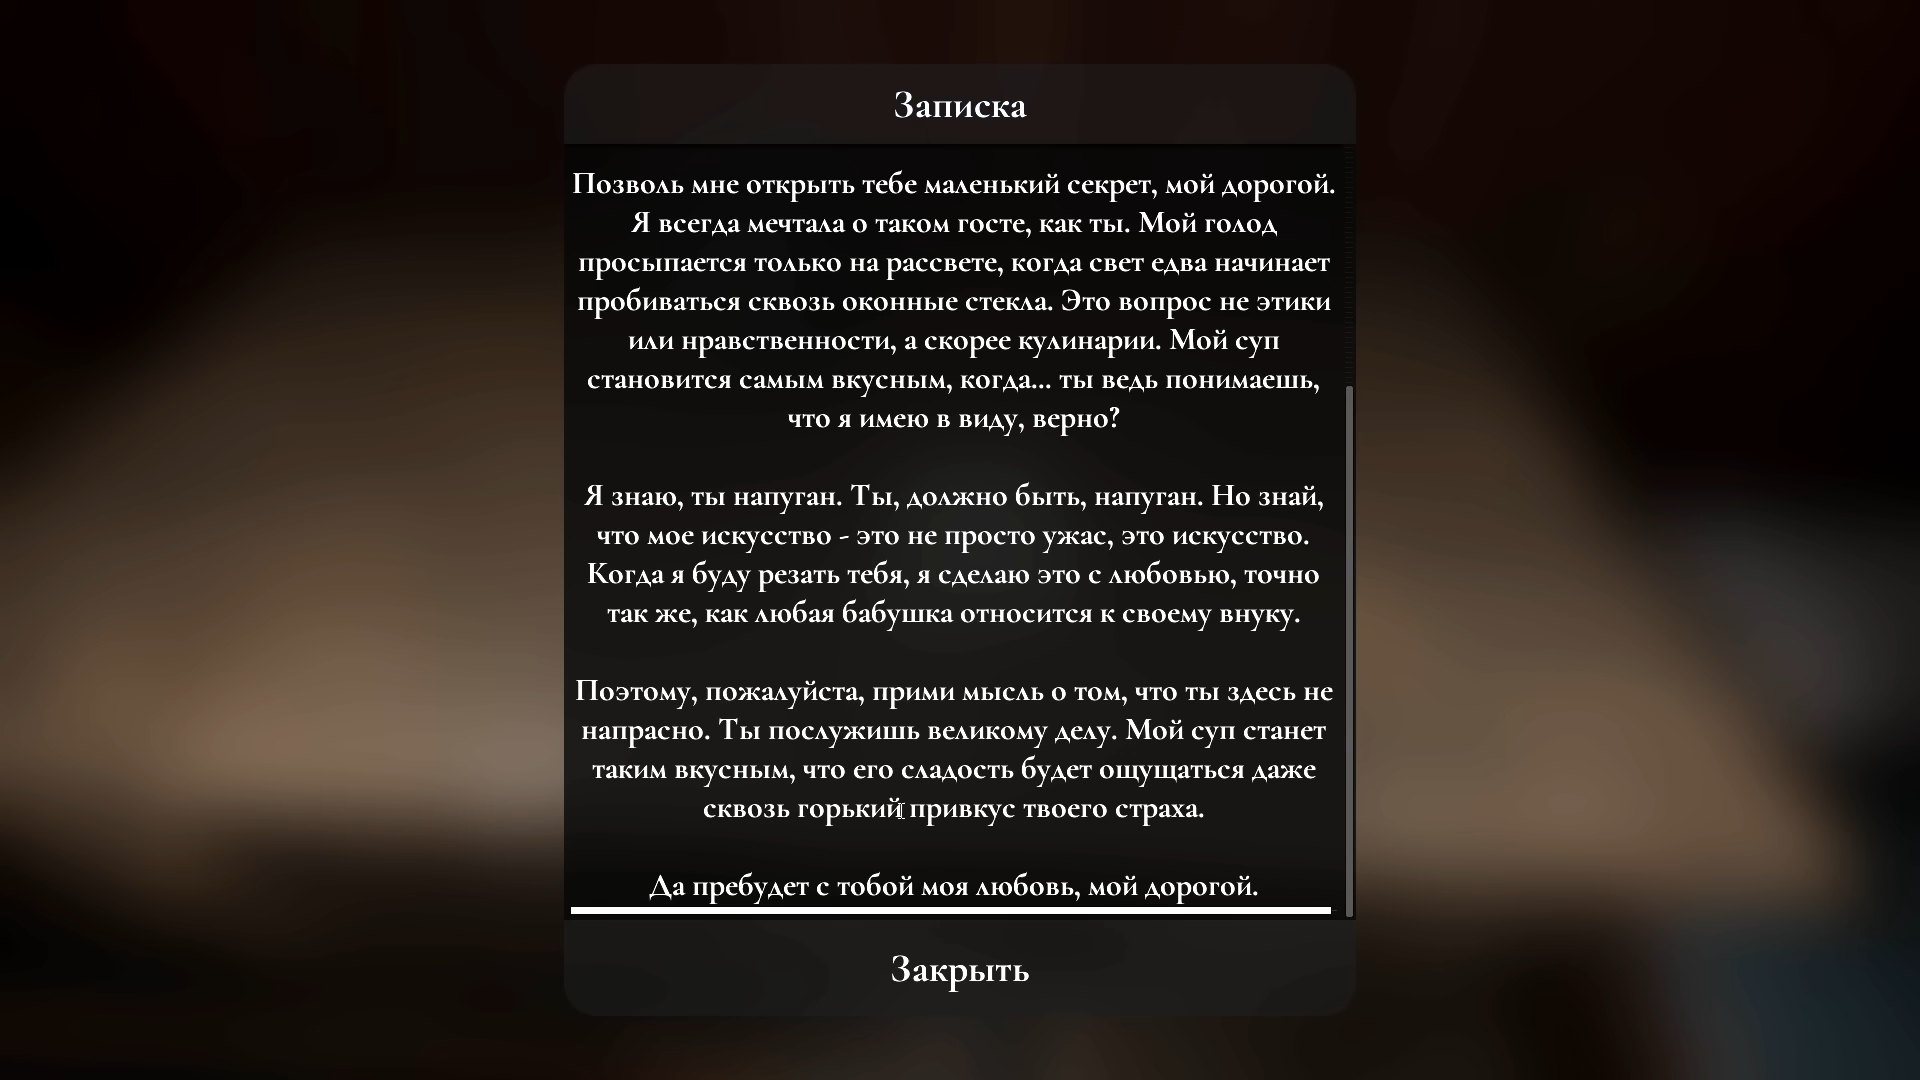 Записка
Позволь мне открыть тебе маленький секрет, мой дорогой.
Я всегда мечтала о таком госте, как ты. Мой голод
просыпается только на рассвете, когда свет едва начинает
пробиваться сквозь оконные стекла. Это вопрос не этики
или нравственности, а скорее кулинарии. Мой суп
становится самым вкусным, когда... ты ведь понимаешь,
что я имею в виду, верно?
Я знаю, ты напуган. Ты, должно быть, напуган. Но знай,
что мое искусство - это не просто ужас, это искусство.
Когда я буду резать тебя, я сделаю это с любовью, точно
так же, как любая бабушка относится к своему внуку.
Поэтому, пожалуйста, прими мысль о том, что ты здесь не
напрасно. Ты послужишь великому делу. Мой суп станет
таким вкусным, что его сладость будет ощущаться даже
сквозь горький привкус твоего страха.
Да пребудет с тобой моя любовь, мой дорогой.
Закрыть